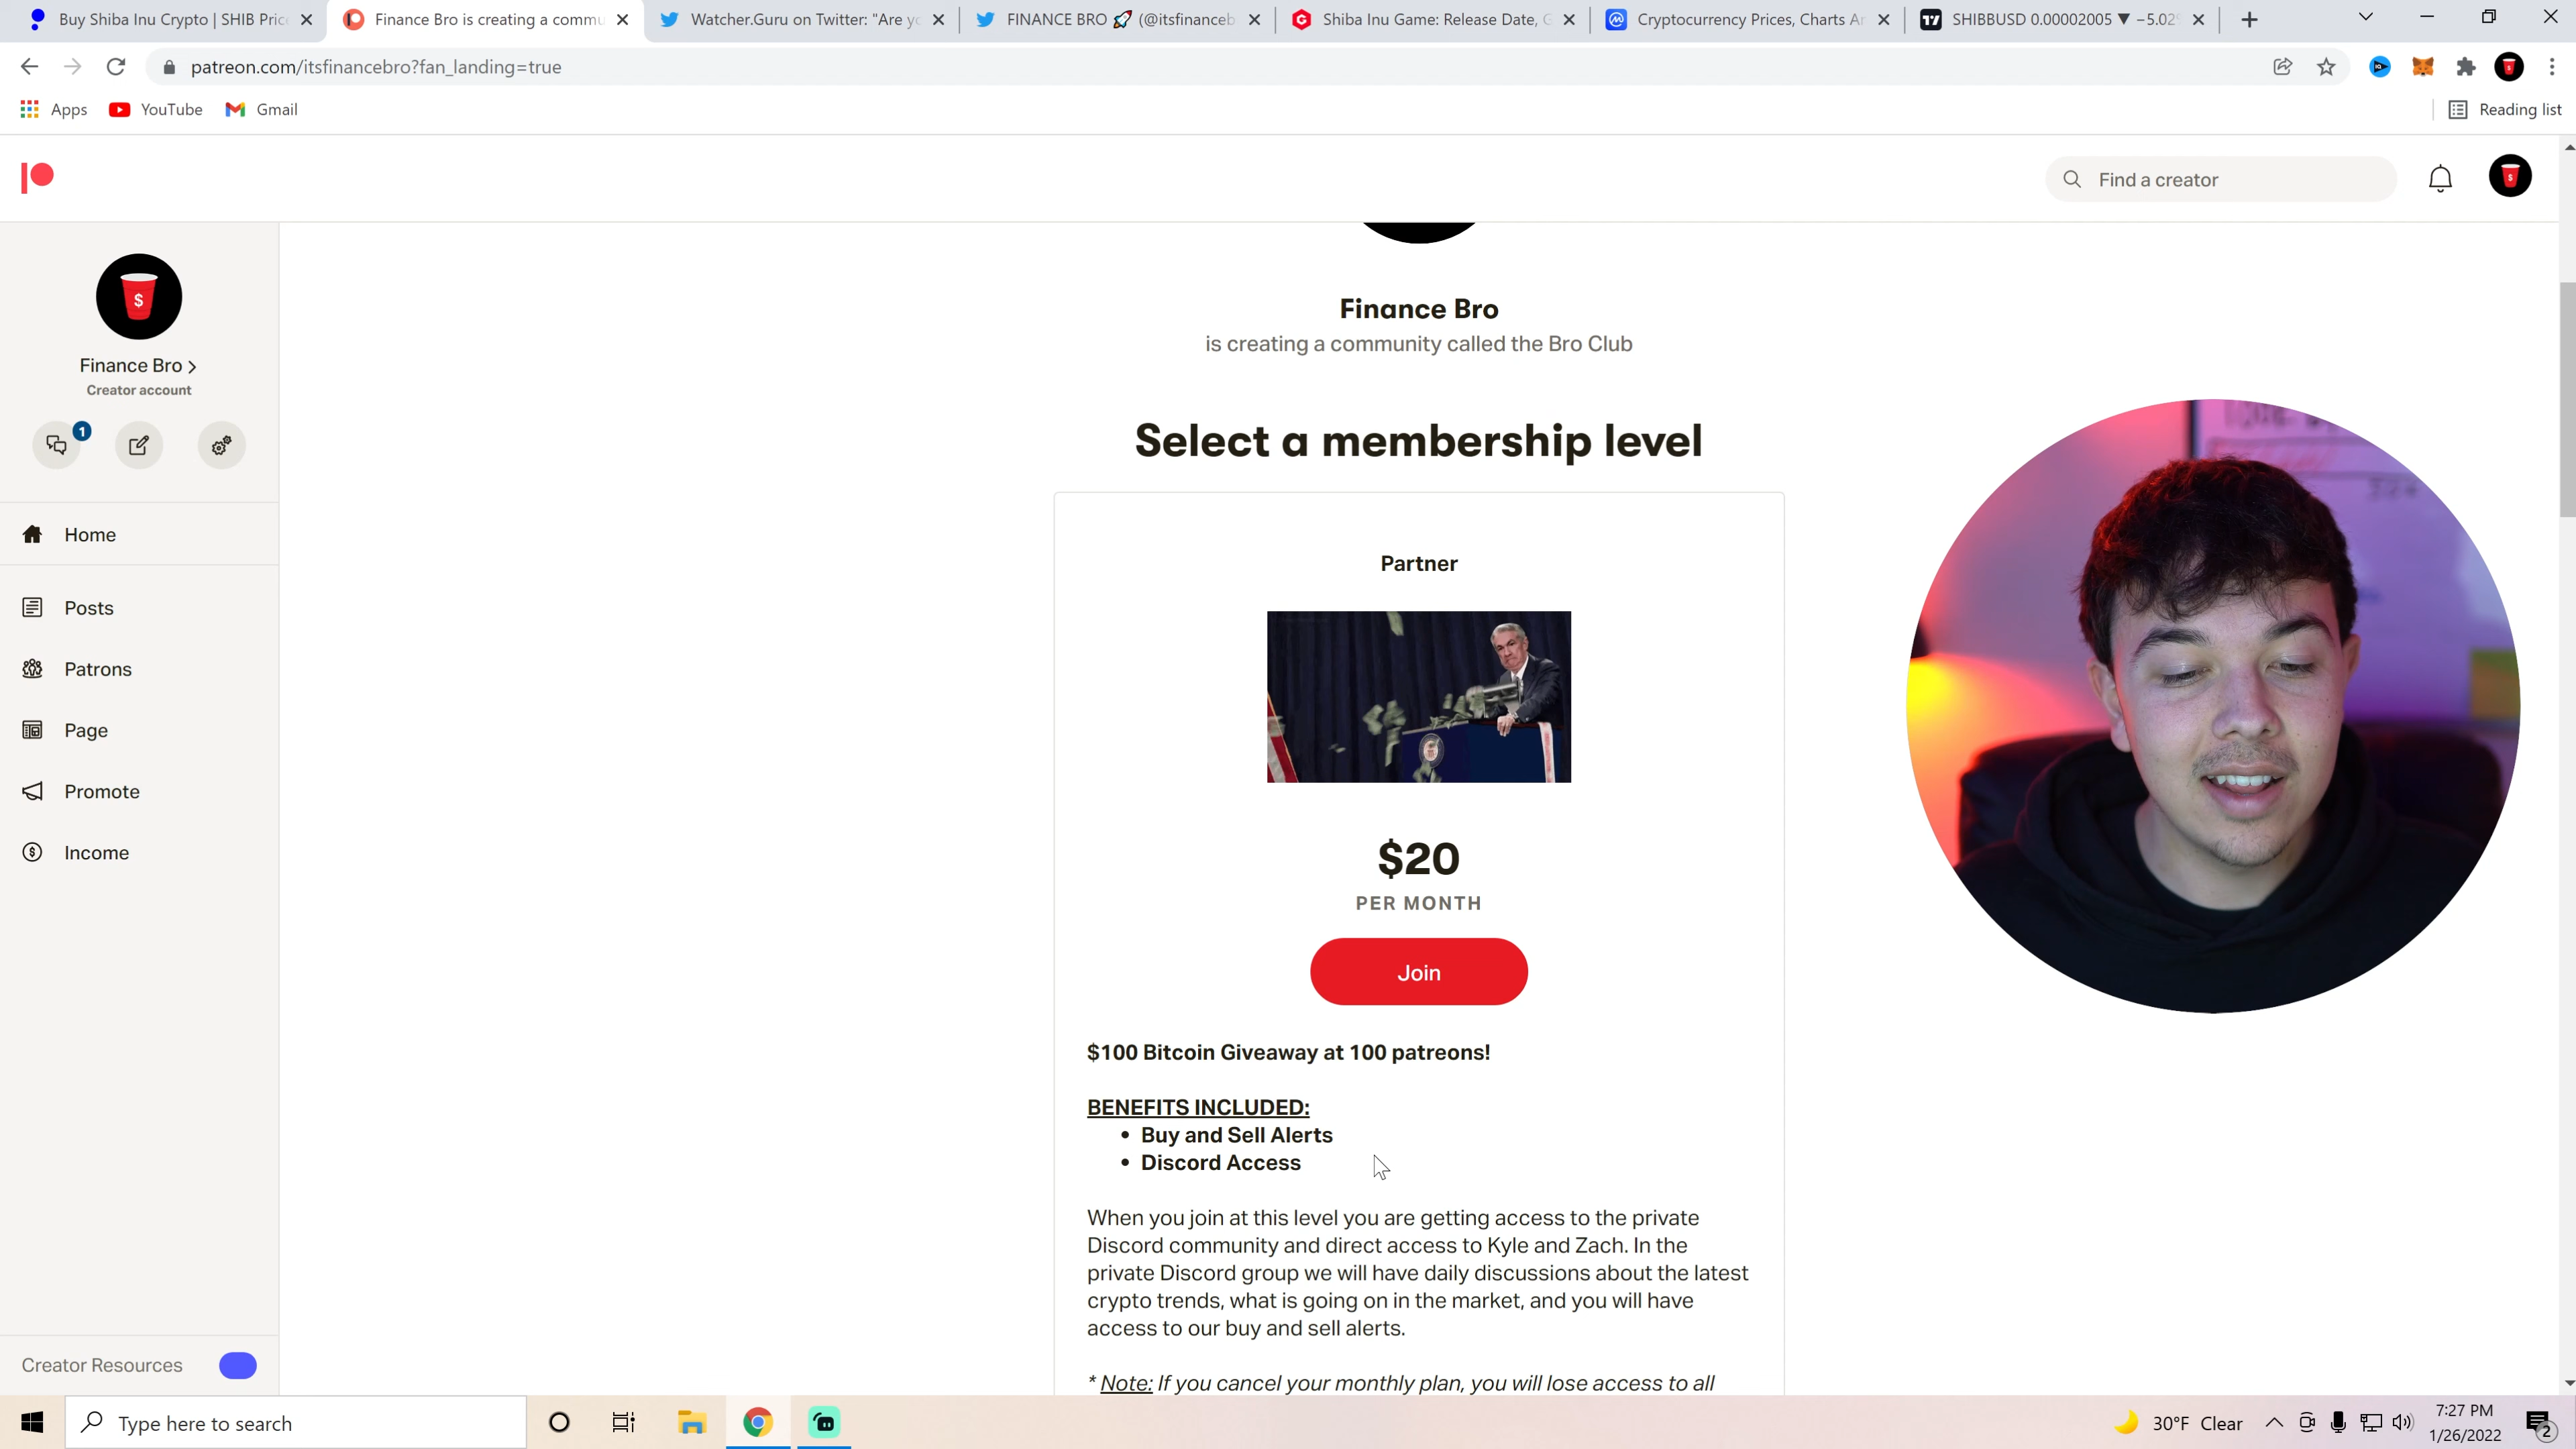 Buy Shiba Inu Crypto | SHIB Pric
Finance Bro is creating a commu
Watcher.Guru on Twitter: "Are yo
FINANCE BRO 🚀 (@itsfinanceb
Shiba Inu Game: Release Date, G
Cryptocurrency Prices, Charts Ar
SHIBBUSD 0.00002005 ▼ −5.02
patreon.com/itsfinancebro?fan_landing=true
Apps
YouTube
Gmail
Reading list
Find a creator
Finance Bro
is creating a community called the Bro Club
Finance Bro >
Creator account
1
Select a membership level
Home
Posts
Patrons
Page
Promote
Income
Partner
$20
PER MONTH
Join
$100 Bitcoin Giveaway at 100 patreons!
BENEFITS INCLUDED:
• Buy and Sell Alerts
• Discord Access
When you join at this level you are getting access to the private
Discord community and direct access to Kyle and Zach. In the
private Discord group we will have daily discussions about the latest
crypto trends, what is going on in the market, and you will have
access to our buy and sell alerts.
* Note: If you cancel your monthly plan, you will lose access to all
Creator Resources
Type here to search
30°F Clear
7:27 PM
1/26/2022
2